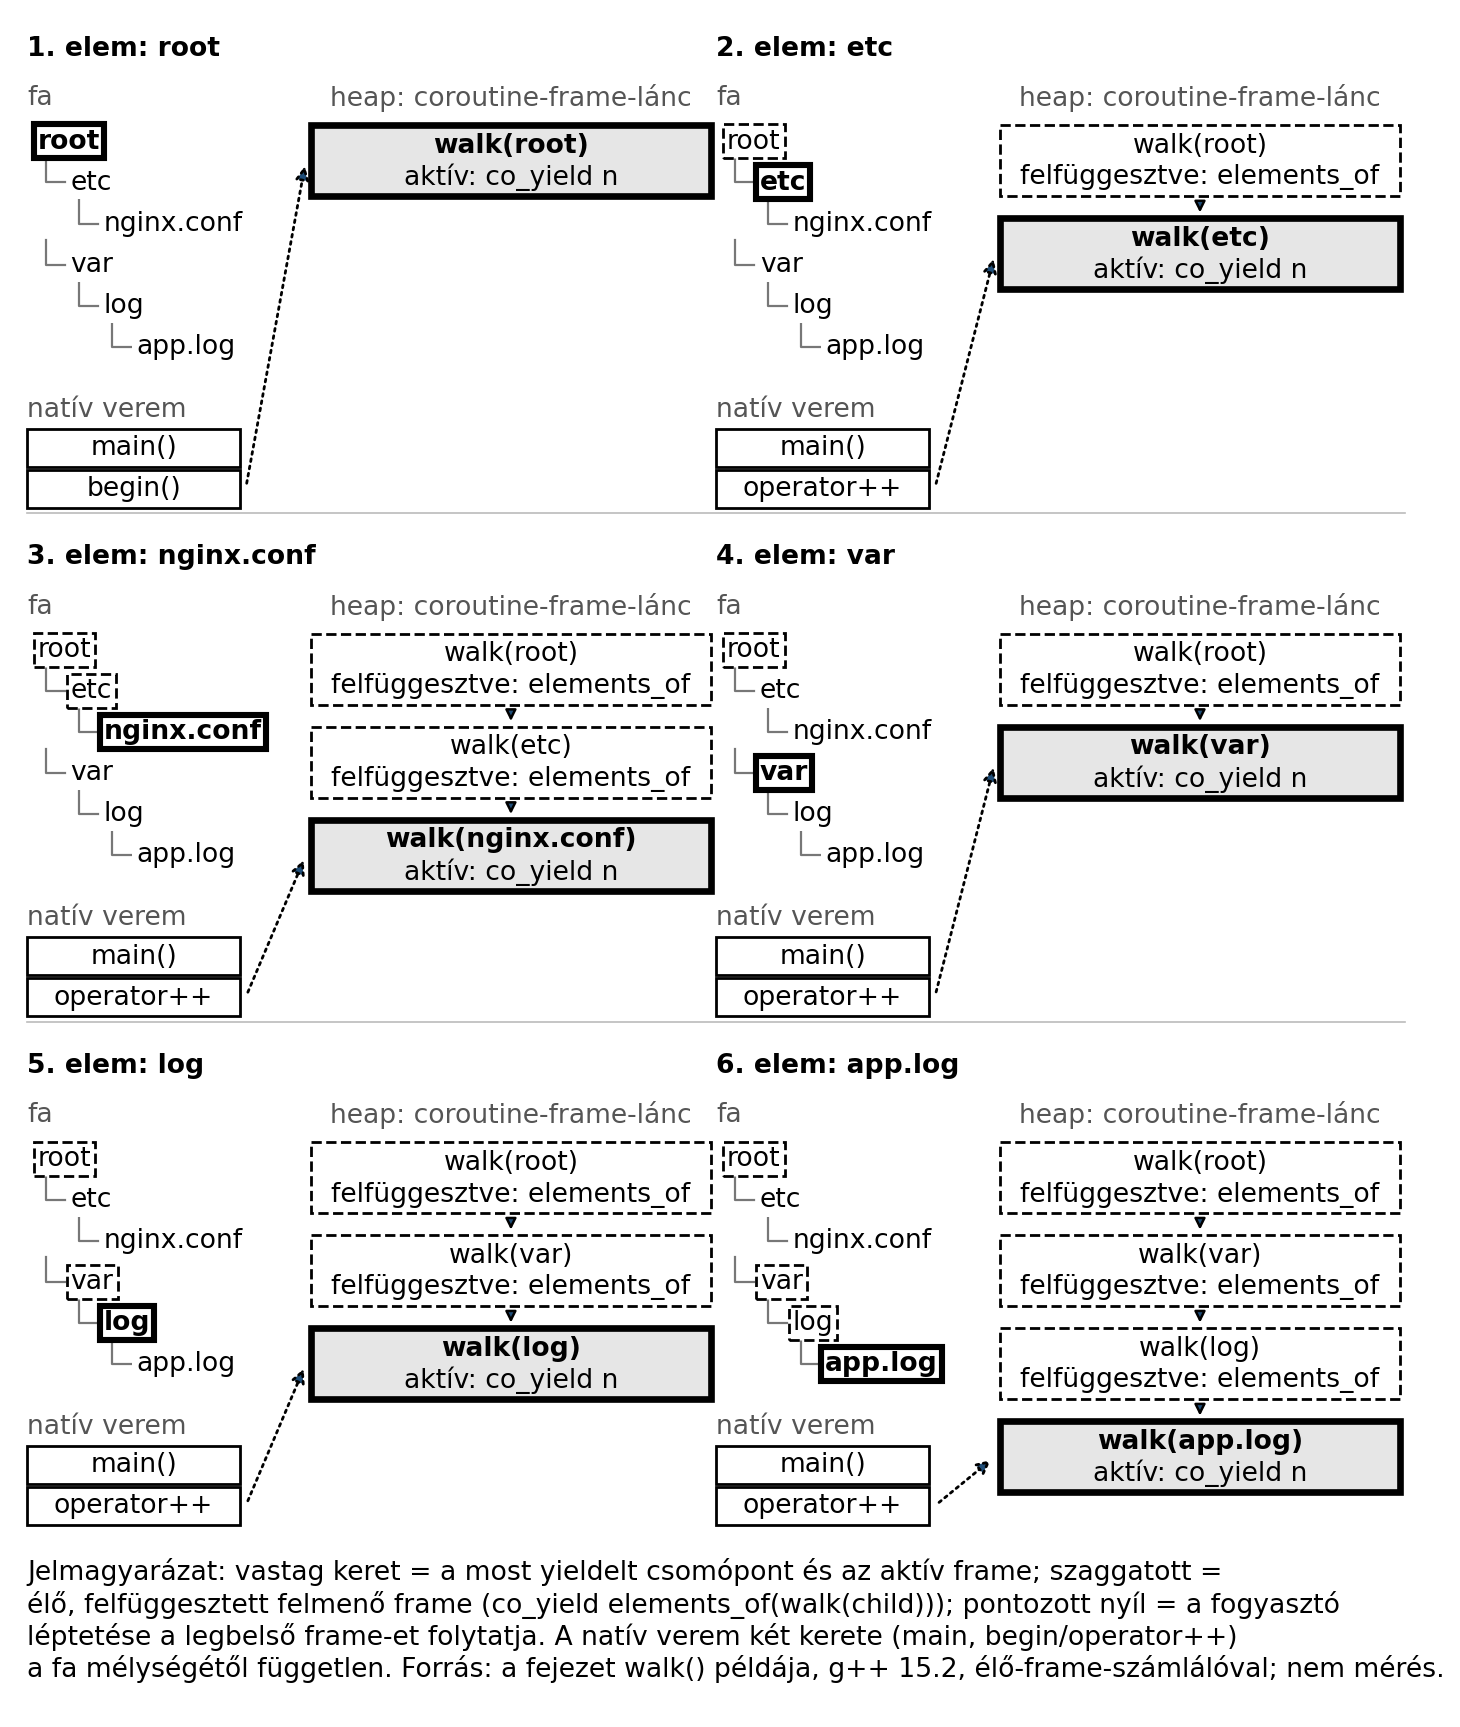 1. elem: root
fa
heap: coroutine-frame-lánc
root
etc
nginx.conf
var
log
app.log
walk(root)
aktív: co_yield n
natív verem
main()
begin()
2. elem: etc
fa
heap: coroutine-frame-lánc
root
etc
nginx.conf
var
log
app.log
walk(root)
felfüggesztve: elements_of
walk(etc)
aktív: co_yield n
natív verem
main()
operator++
3. elem: nginx.conf
fa
heap: coroutine-frame-lánc
root
etc
nginx.conf
var
log
app.log
walk(root)
felfüggesztve: elements_of
walk(etc)
felfüggesztve: elements_of
walk(nginx.conf)
aktív: co_yield n
natív verem
main()
operator++
4. elem: var
fa
heap: coroutine-frame-lánc
root
etc
nginx.conf
var
log
app.log
walk(root)
felfüggesztve: elements_of
walk(var)
aktív: co_yield n
natív verem
main()
operator++
5. elem: log
fa
heap: coroutine-frame-lánc
root
etc
nginx.conf
var
log
app.log
walk(root)
felfüggesztve: elements_of
walk(var)
felfüggesztve: elements_of
walk(log)
aktív: co_yield n
natív verem
main()
operator++
6. elem: app.log
fa
heap: coroutine-frame-lánc
root
etc
nginx.conf
var
log
app.log
walk(root)
felfüggesztve: elements_of
walk(var)
felfüggesztve: elements_of
walk(log)
felfüggesztve: elements_of
walk(app.log)
aktív: co_yield n
natív verem
main()
operator++
Jelmagyarázat: vastag keret = a most yieldelt csomópont és az aktív frame; szaggatott =
élő, felfüggesztett felmenő frame (co_yield elements_of(walk(child))); pontozott nyíl = a fogyasztó
léptetése a legbelső frame-et folytatja. A natív verem két kerete (main, begin/operator++)
a fa mélységétől független. Forrás: a fejezet walk() példája, g++ 15.2, élő-frame-számlálóval; nem mérés.